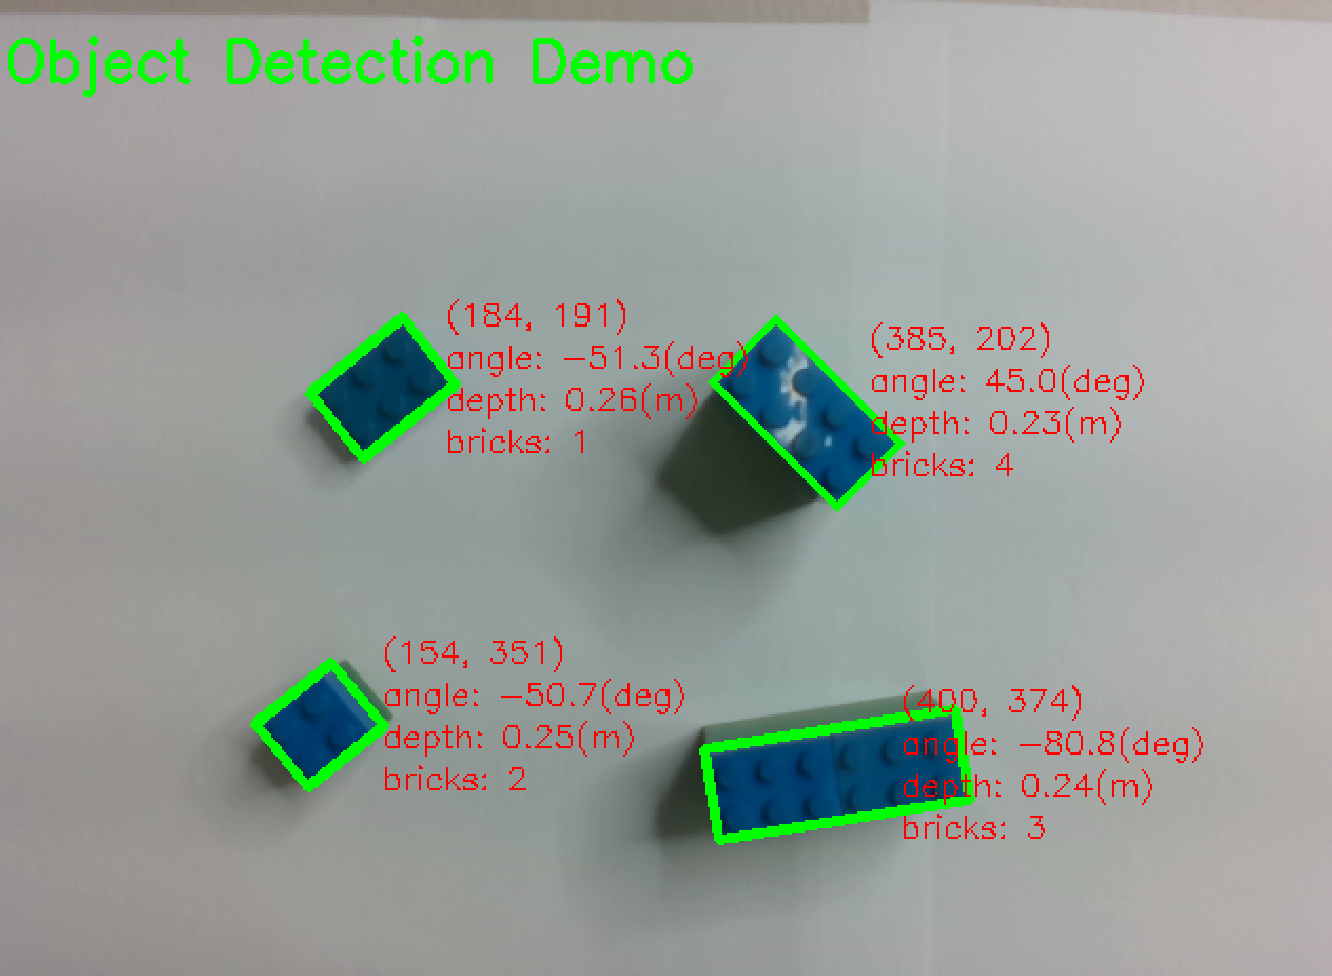 Object Detection Demo
(184, 191)
angle: -51.3(deg)
depth: 0.26(m)
bricks: 1
(385, 202)
angle: 45.0(deg)
depth: 0.23(m)
bricks: 4
(154, 351)
angle: -50.7(deg)
depth: 0.25(m)
bricks: 2
(400, 374)
angle: -80.8(deg)
depth: 0.24(m)
bricks: 3